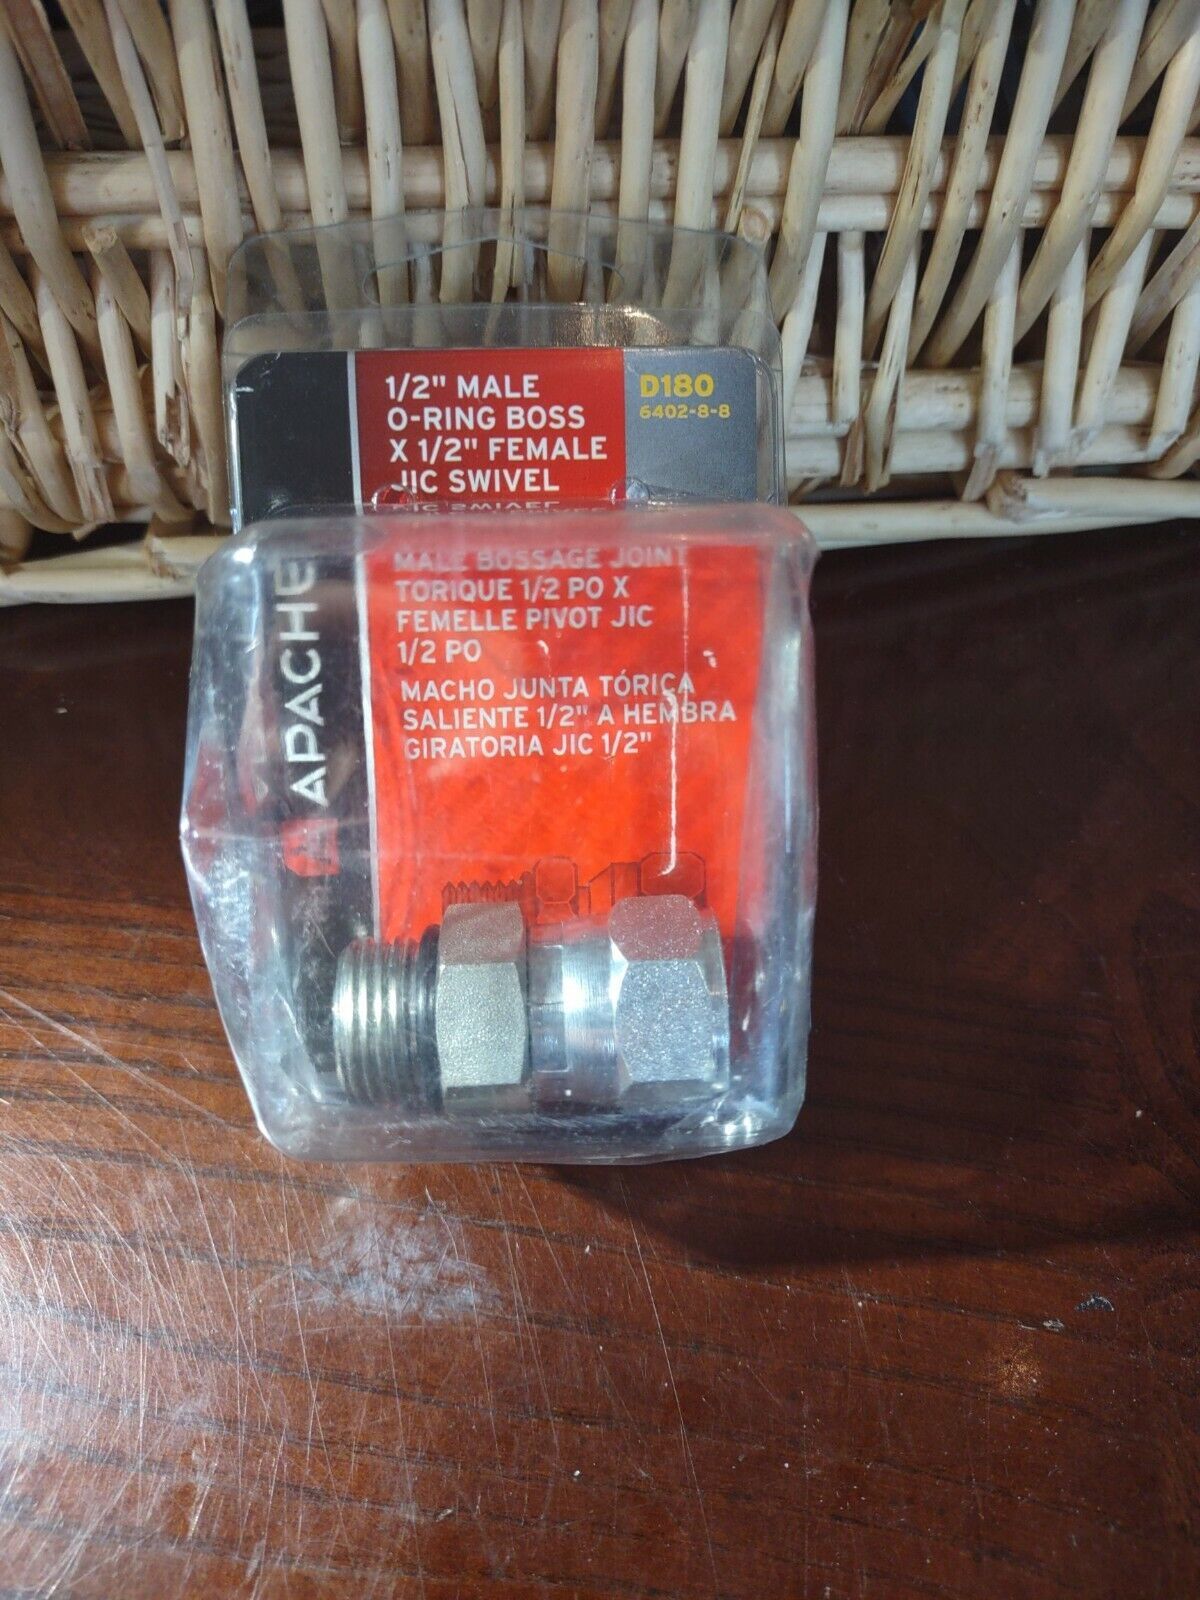 1/2" MALE
O-RING BOSS
X 1/2" FEMALE
JIC SWIVEL
D180
6402-8-8
MALE BOSSAGE JOINT
TORIQUE 1/2 PO X
FEMELLE PIVOT JIC
1/2 PO
MACHO JUNTA TÓRICA
SALIENTE 1/2" A HEMBRA
GIRATORIA JIC 1/2"
APACHE